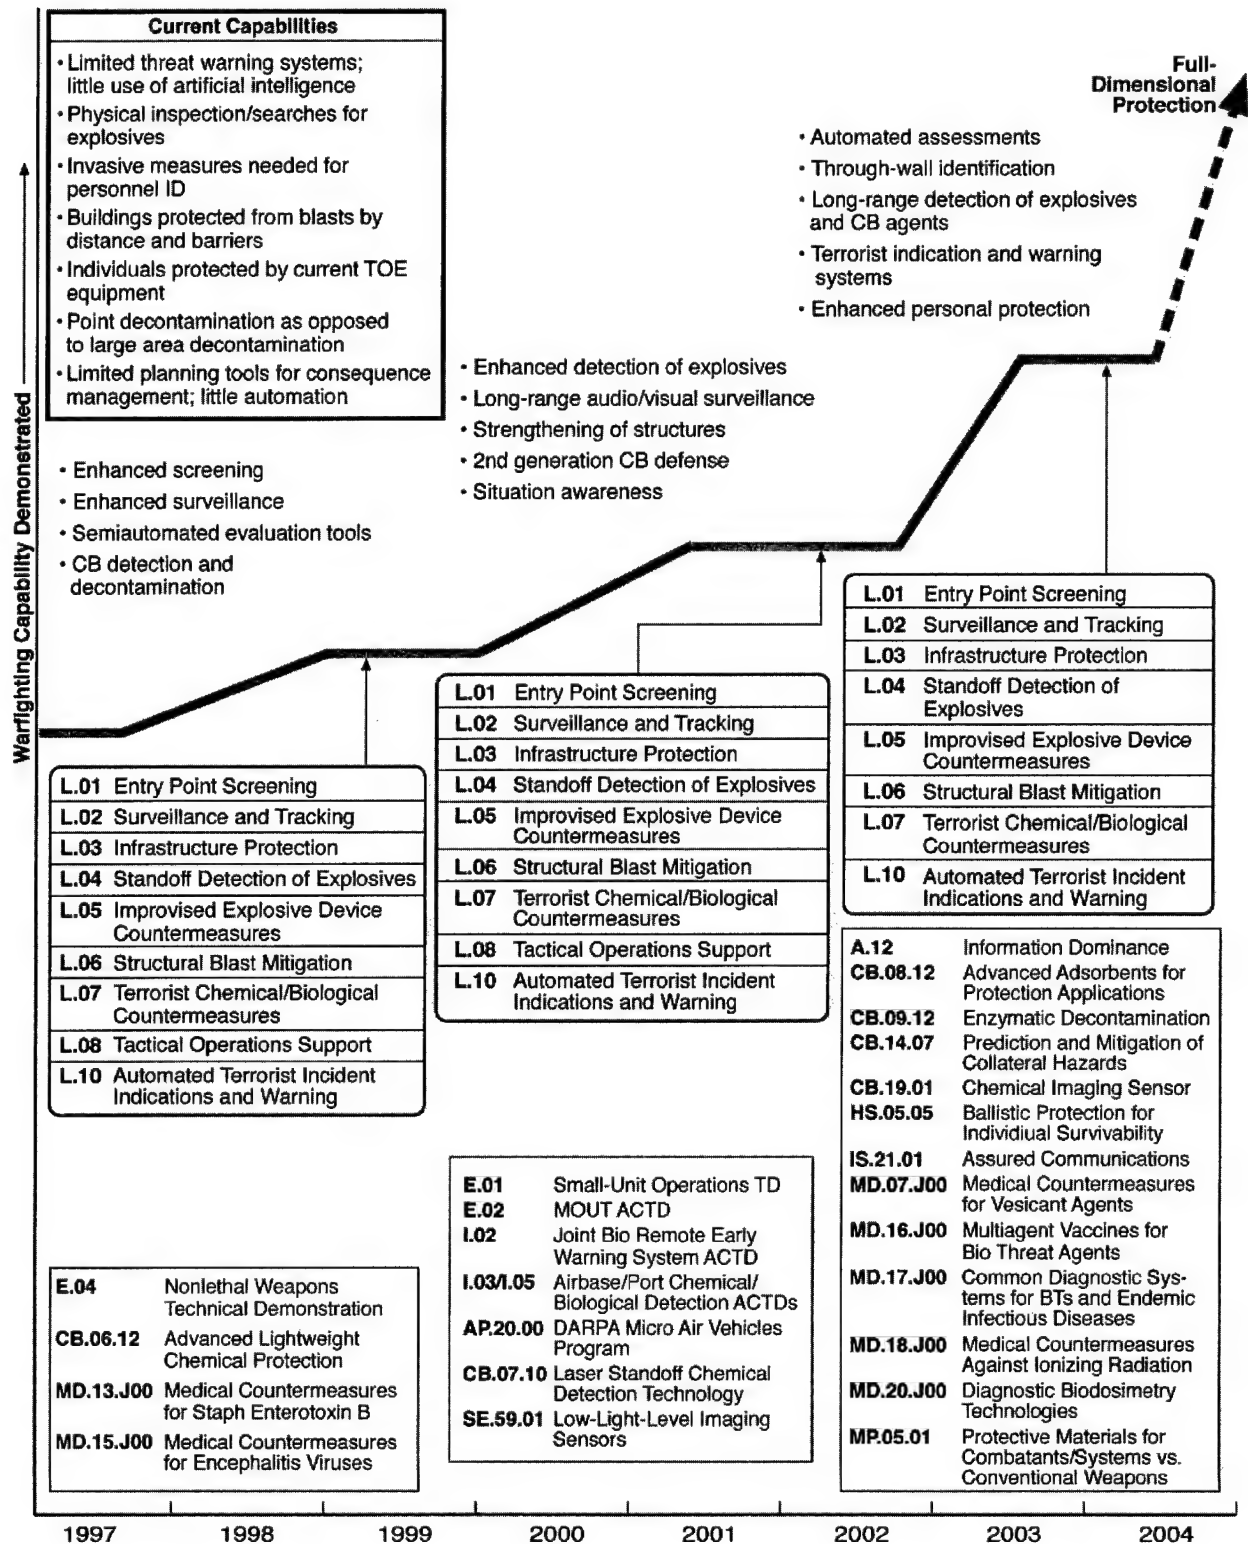 Current Capabilities
• Limited threat warning systems;
little use of artificial intelligence
• Physical inspection/searches for
explosives
• Invasive measures needed for
personnel ID
• Buildings protected from blasts by
distance and barriers
• Individuals protected by current TOE
equipment
• Point decontamination as opposed
to large area decontamination
• Limited planning tools for consequence
management; little automation
Full-
Dimensional
Protection
• Automated assessments
• Through-wall identification
• Long-range detection of explosives
and CB agents
• Terrorist indication and warning
systems
• Enhanced personal protection
• Enhanced detection of explosives
• Long-range audio/visual surveillance
• Strengthening of structures
• 2nd generation CB defense
• Situation awareness
• Enhanced screening
• Enhanced surveillance
• Semiautomated evaluation tools
• CB detection and
decontamination
Warfighting Capability Demonstrated
L.01 Entry Point Screening
L.02 Surveillance and Tracking
L.03 Infrastructure Protection
L.04 Standoff Detection of Explosives
L.05 Improvised Explosive Device
Countermeasures
L.06 Structural Blast Mitigation
L.07 Terrorist Chemical/Biological
Countermeasures
L.08 Tactical Operations Support
L.10 Automated Terrorist Incident
Indications and Warning
L.01 Entry Point Screening
L.02 Surveillance and Tracking
L.03 Infrastructure Protection
L.04 Standoff Detection of Explosives
L.05 Improvised Explosive Device
Countermeasures
L.06 Structural Blast Mitigation
L.07 Terrorist Chemical/Biological
Countermeasures
L.08 Tactical Operations Support
L.10 Automated Terrorist Incident
Indications and Warning
L.01 Entry Point Screening
L.02 Surveillance and Tracking
L.03 Infrastructure Protection
L.04 Standoff Detection of
Explosives
L.05 Improvised Explosive Device
Countermeasures
L.06 Structural Blast Mitigation
L.07 Terrorist Chemical/Biological
Countermeasures
L.10 Automated Terrorist Incident
Indications and Warning
E.04 Nonlethal Weapons
Technical Demonstration
CB.06.12 Advanced Lightweight
Chemical Protection
MD.13.J00 Medical Countermeasures
for Staph Enterotoxin B
MD.15.J00 Medical Countermeasures
for Encephalitis Viruses
E.01 Small-Unit Operations TD
E.02 MOUT ACTD
I.02 Joint Bio Remote Early
Warning System ACTD
I.03/I.05 Airbase/Port Chemical/
Biological Detection ACTDs
AP.20.00 DARPA Micro Air Vehicles
Program
CB.07.10 Laser Standoff Chemical
Detection Technology
SE.59.01 Low-Light-Level Imaging
Sensors
A.12 Information Dominance
CB.08.12 Advanced Adsorbents for
Protection Applications
CB.09.12 Enzymatic Decontamination
CB.14.07 Prediction and Mitigation of
Collateral Hazards
CB.19.01 Chemical Imaging Sensor
HS.05.05 Ballistic Protection for
Individiual Survivability
IS.21.01 Assured Communications
MD.07.J00 Medical Countermeasures
for Vesicant Agents
MD.16.J00 Multiagent Vaccines for
Bio Threat Agents
MD.17.J00 Common Diagnostic Sys-
tems for BTs and Endemic
Infectious Diseases
MD.18.J00 Medical Countermeasures
Against Ionizing Radiation
MD.20.J00 Diagnostic Biodosimetry
Technologies
MP.05.01 Protective Materials for
Combatants/Systems vs.
Conventional Weapons
1997 1998 1999 2000 2001 2002 2003 2004